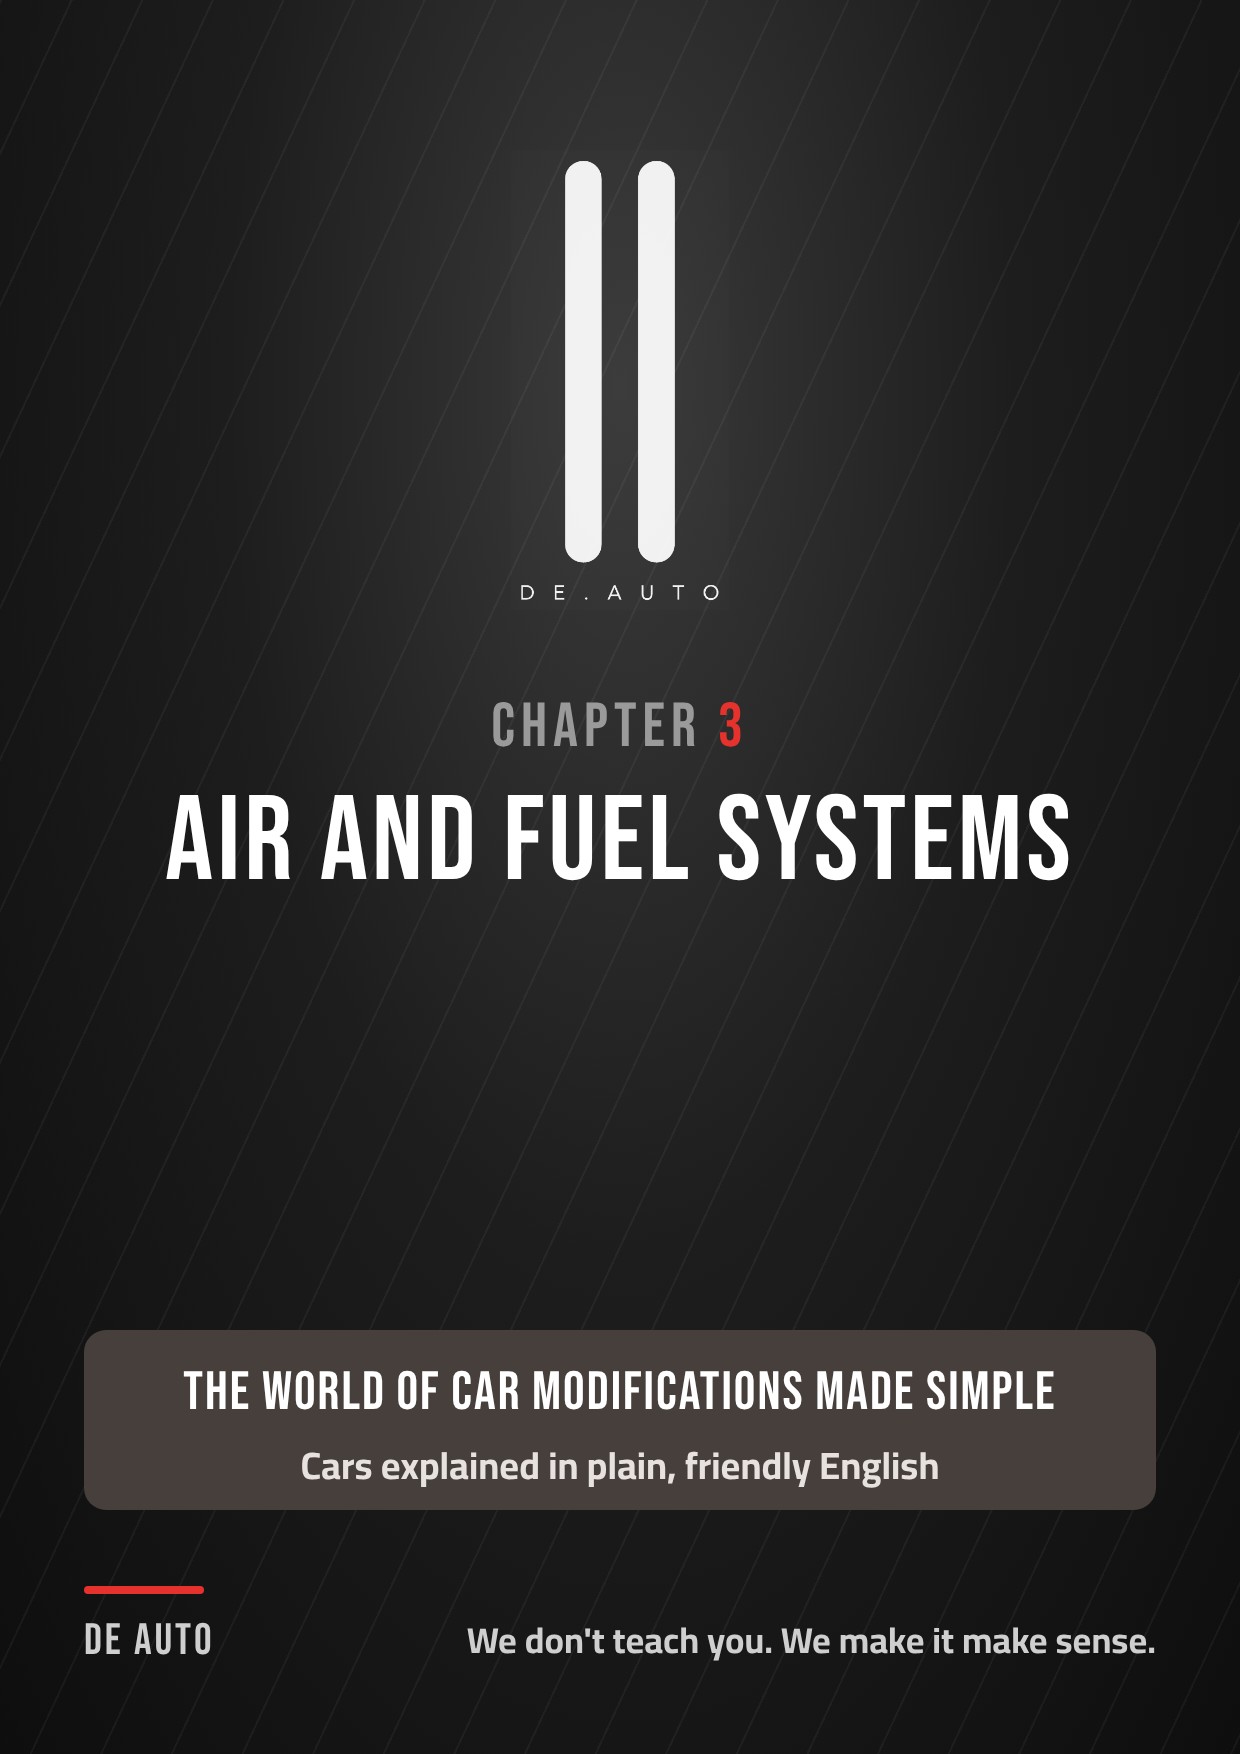 DE.AUTO
CHAPTER 3
AIR AND FUEL SYSTEMS
THE WORLD OF CAR MODIFICATIONS MADE SIMPLE
Cars explained in plain, friendly English
DE AUTO
We don't teach you. We make it make sense.